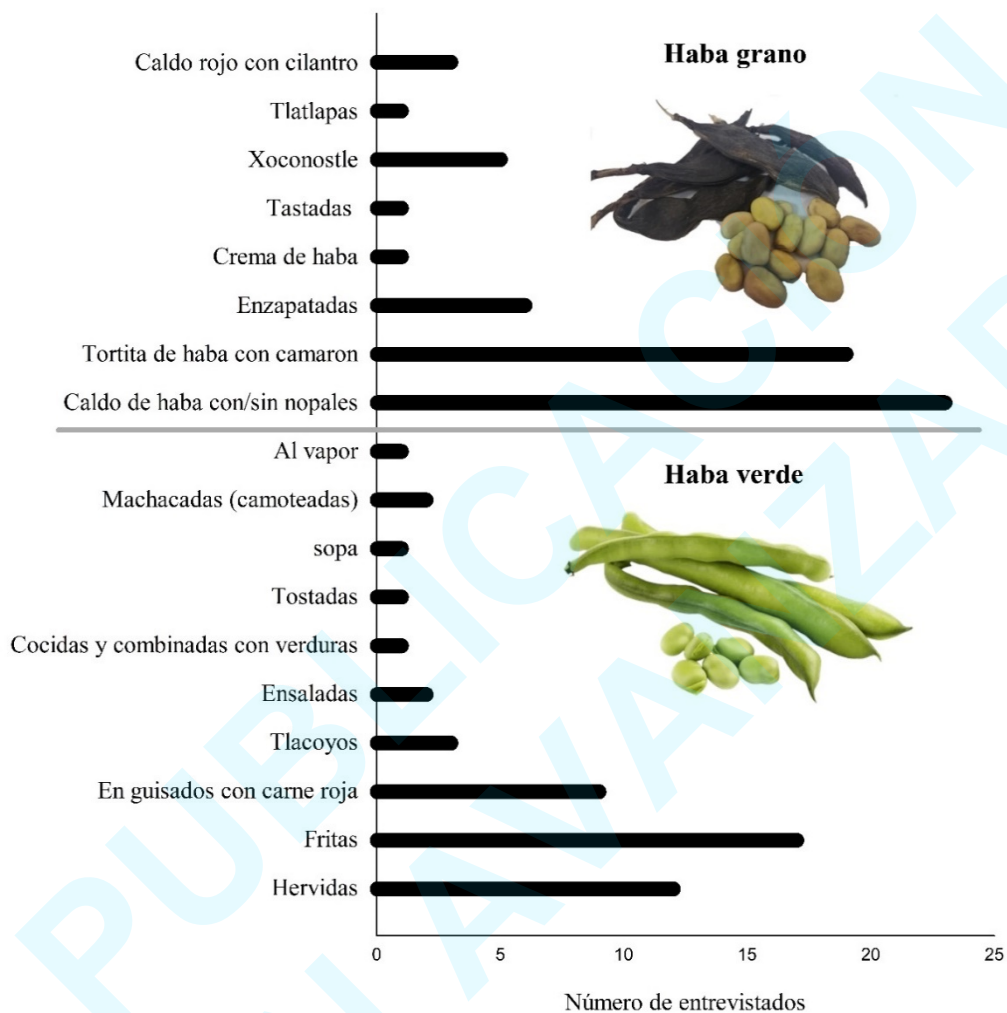 Haba grano
Caldo rojo con cilantro
Tlatlapas
Xoconostle
Tastadas
Crema de haba
Enzapatadas
Tortita de haba con camaron
Caldo de haba con/sin nopales
Haba verde
Al vapor
Machacadas (camoteadas)
sopa
Tostadas
Cocidas y combinadas con verduras
Ensaladas
Tlacoyos
En guisados con carne roja
Fritas
Hervidas
0 5 10 15 20 25
Número de entrevistados
PUBLICACIÓN